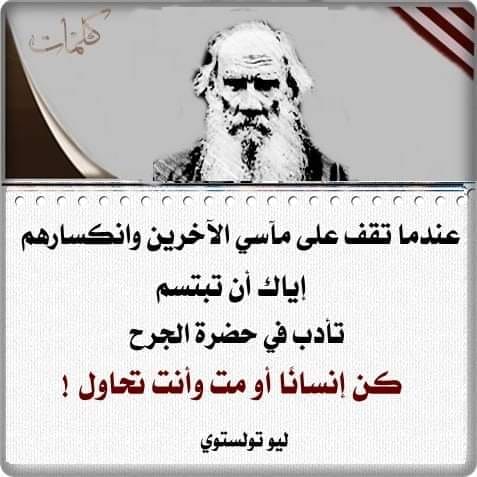 كلمات
عندما تقف على مآسي الآخرين وانكسارهم
إياك أن تبتسم
تأدب في حضرة الجرح
كن إنسانًا أو مت وأنت تحاول !
ليو تولستوي